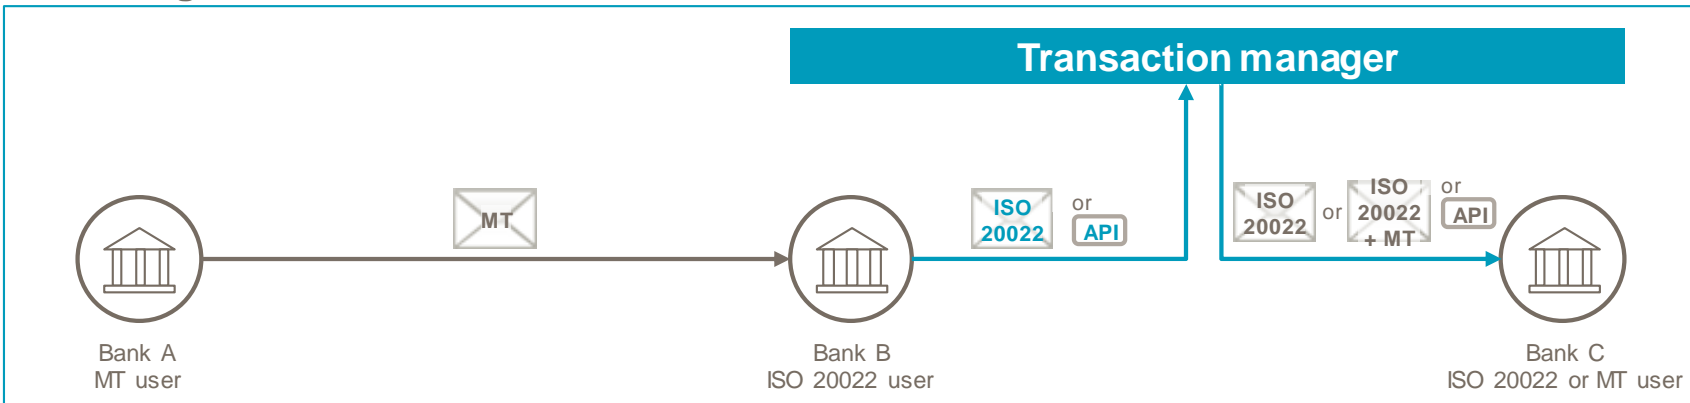 Transaction manager
MT
ISO
20022
or
API
ISO
20022
or
ISO
20022
+ MT
or
API
Bank A
MT user
Bank B
ISO 20022 user
Bank C
ISO 20022 or MT user